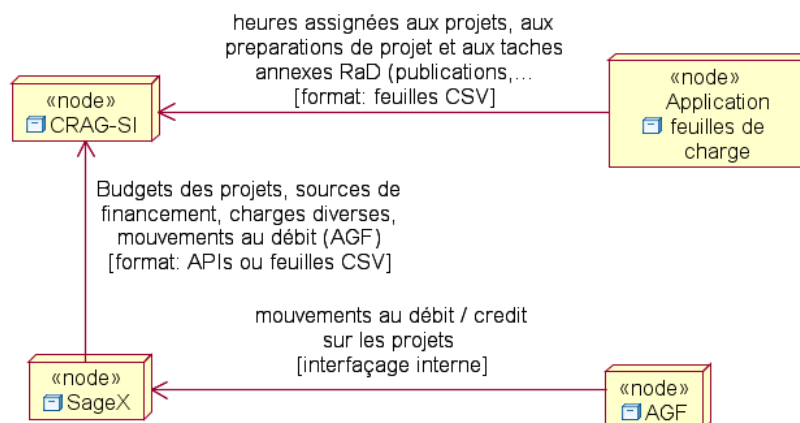 heures assignées aux projets, aux
preparations de projet et aux taches
annexes RaD (publications,...
[format: feuilles CSV]
«node»
CRAG-SI
«node»
Application
feuilles de
charge
Budgets des projets, sources de
financement, charges diverses,
mouvements au débit (AGF)
[format: APIs ou feuilles CSV]
mouvements au débit / credit
sur les projets
[interfaçage interne]
«node»
SageX
«node»
AGF